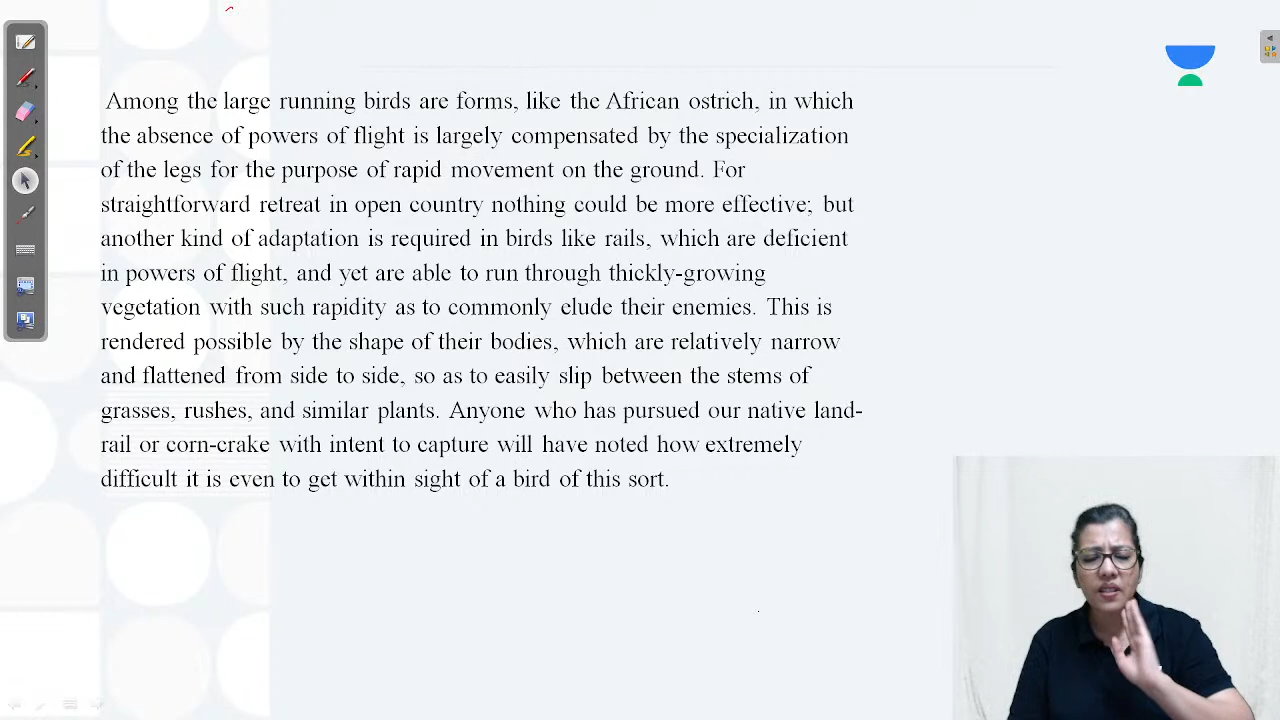 Among the large running birds are forms, like the African ostrich, in which
the absence of powers of flight is largely compensated by the specialization
of the legs for the purpose of rapid movement on the ground. For
straightforward retreat in open country nothing could be more effective; but
another kind of adaptation is required in birds like rails, which are deficient
in powers of flight, and yet are able to run through thickly-growing
vegetation with such rapidity as to commonly elude their enemies. This is
rendered possible by the shape of their bodies, which are relatively narrow
and flattened from side to side, so as to easily slip between the stems of
grasses, rushes, and similar plants. Anyone who has pursued our native land-
rail or corn-crake with intent to capture will have noted how extremely
difficult it is even to get within sight of a bird of this sort.